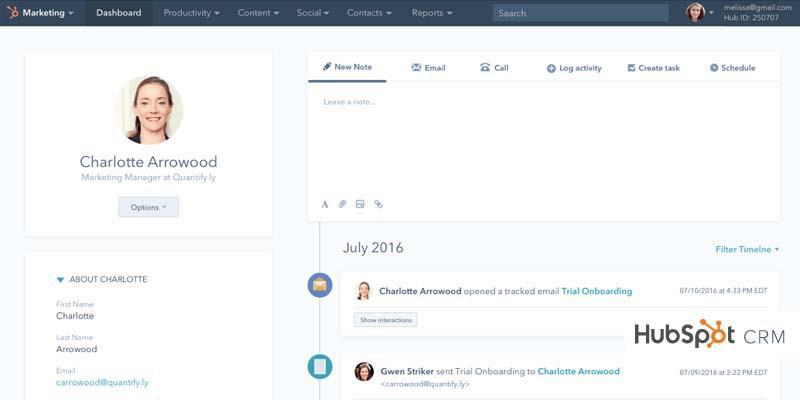 Marketing Dashboard Productivity Content Social Contacts Reports Search melissa@gmail.com
Hub ID: 250707
New Note Email Call Log activity Create task Schedule
Leave a note...
Charlotte Arrowood
Marketing Manager at Quantify.ly
Options
A
July 2016 Filter Timelne
ABOUT CHARLOTTE
First Name
Charlotte
Last Name
Arrowood
Email
carrowood@quantify.ly
Charlotte Arrowood opened a tracked email Trial Onboarding 07/10/2016 at 4:33 PM EDT
Show interactions
HubSpot CRM
Gwen Striker sent Trial Onboarding to Charlotte Arrowood 07/09/2016 at 3:22 PM EDT
<carrowood@quantify.ly>